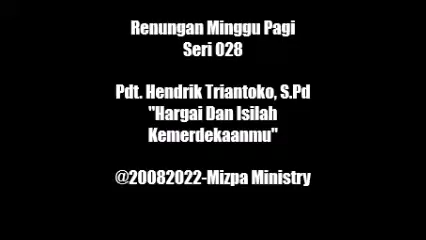 Renungan Minggu Pagi
Seri 028
Pdt. Hendrik Triantoko, S.Pd
"Hargai Dan Isilah
Kemerdekaanmu"
@20082022-Mizpa Ministry